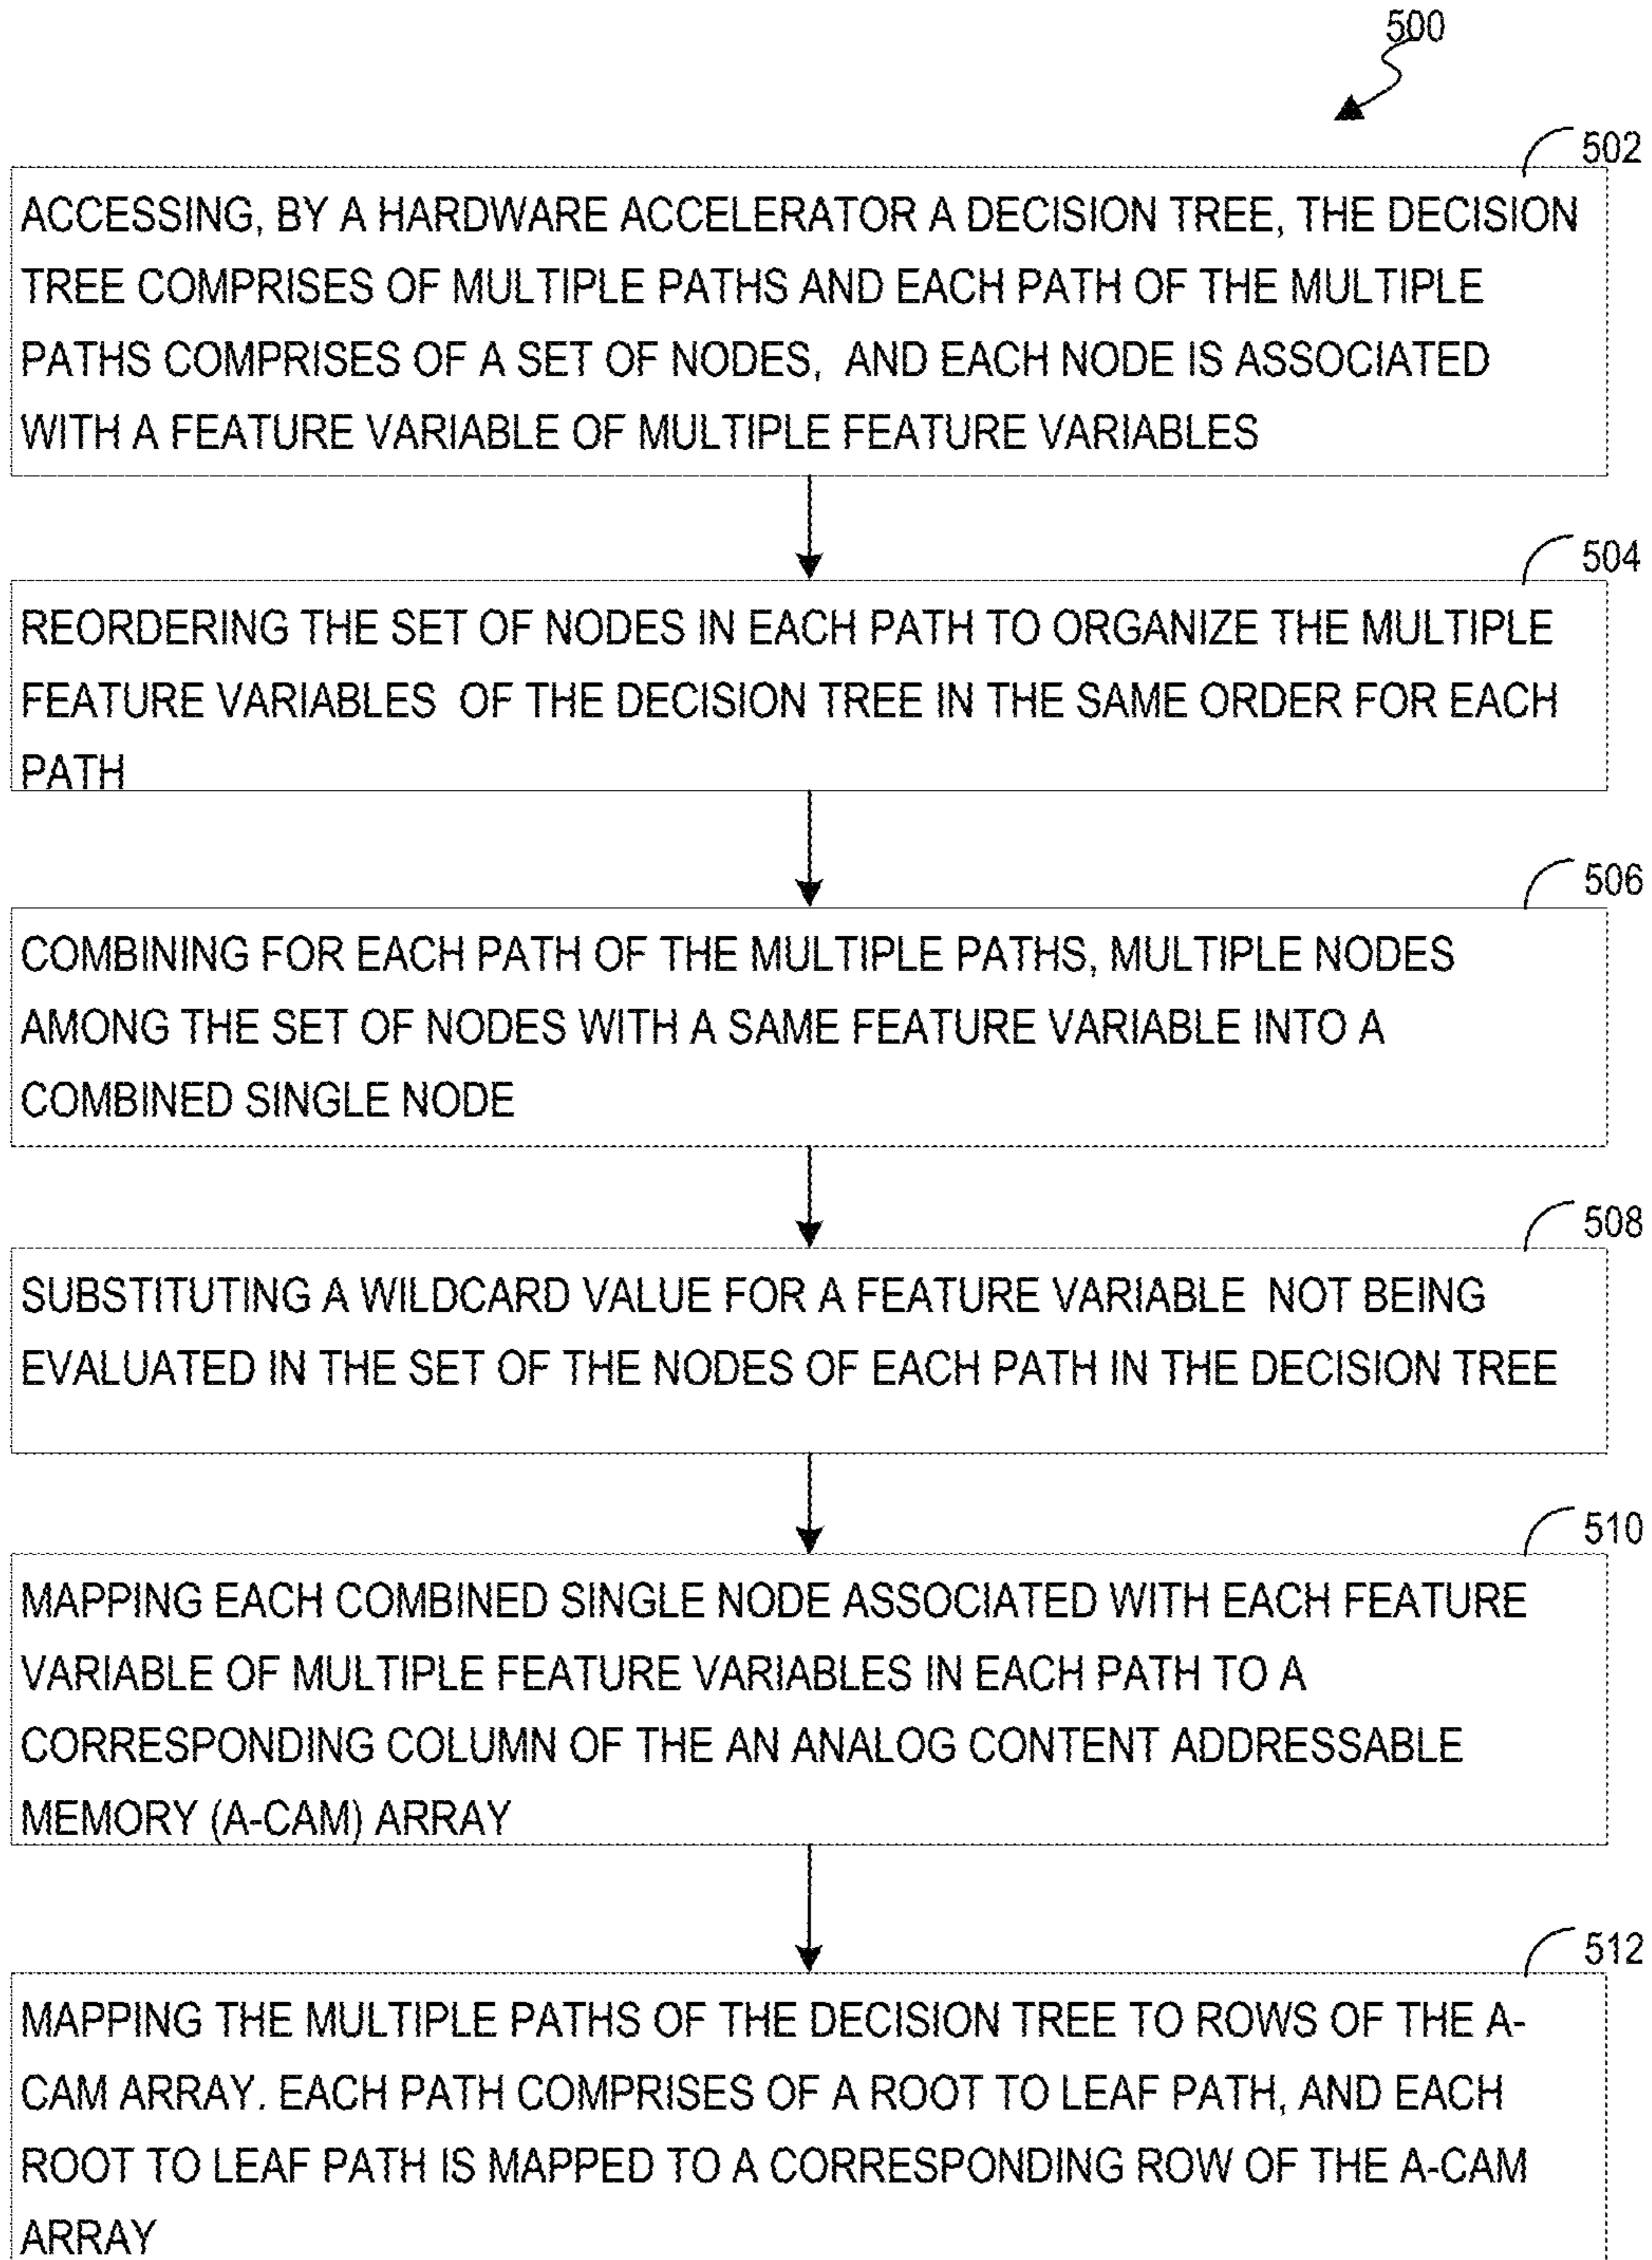 500
502
ACCESSING, BY A HARDWARE ACCELERATOR A DECISION TREE, THE DECISION
TREE COMPRISES OF MULTIPLE PATHS AND EACH PATH OF THE MULTIPLE
PATHS COMPRISES OF A SET OF NODES, AND EACH NODE IS ASSOCIATED
WITH A FEATURE VARIABLE OF MULTIPLE FEATURE VARIABLES
504
REORDERING THE SET OF NODES IN EACH PATH TO ORGANIZE THE MULTIPLE
FEATURE VARIABLES OF THE DECISION TREE IN THE SAME ORDER FOR EACH
PATH
506
COMBINING FOR EACH PATH OF THE MULTIPLE PATHS, MULTIPLE NODES
AMONG THE SET OF NODES WITH A SAME FEATURE VARIABLE INTO A
COMBINED SINGLE NODE
508
SUBSTITUTING A WILDCARD VALUE FOR A FEATURE VARIABLE NOT BEING
EVALUATED IN THE SET OF THE NODES OF EACH PATH IN THE DECISION TREE
510
MAPPING EACH COMBINED SINGLE NODE ASSOCIATED WITH EACH FEATURE
VARIABLE OF MULTIPLE FEATURE VARIABLES IN EACH PATH TO A
CORRESPONDING COLUMN OF THE AN ANALOG CONTENT ADDRESSABLE
MEMORY (A-CAM) ARRAY
512
MAPPING THE MULTIPLE PATHS OF THE DECISION TREE TO ROWS OF THE A-
CAM ARRAY. EACH PATH COMPRISES OF A ROOT TO LEAF PATH, AND EACH
ROOT TO LEAF PATH IS MAPPED TO A CORRESPONDING ROW OF THE A-CAM
ARRAY